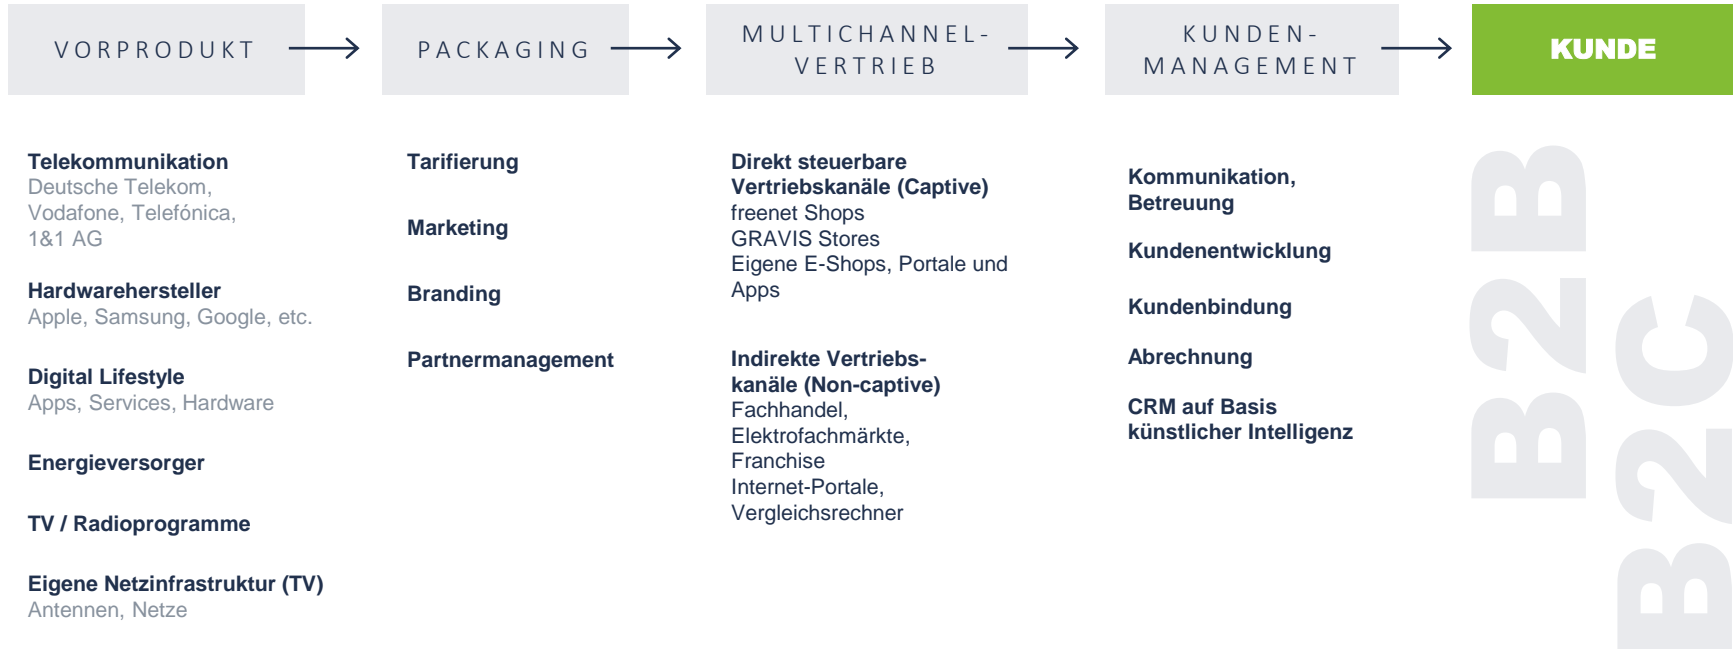 VORPRODUKT
PACKAGING
MULTICHANNEL-
VERTRIEB
KUNDEN-
MANAGEMENT
KUNDE
Telekommunikation
Deutsche Telekom,
Vodafone, Telefónica,
1&1 AG
Hardwarehersteller
Apple, Samsung, Google, etc.
Digital Lifestyle
Apps, Services, Hardware
Energieversorger
TV / Radioprogramme
Eigene Netzinfrastruktur (TV)
Antennen, Netze
Tarifierung
Marketing
Branding
Partnermanagement
Direkt steuerbare
Vertriebskanäle (Captive)
freenet Shops
GRAVIS Stores
Eigene E-Shops, Portale und
Apps
Indirekte Vertriebs-
kanäle (Non-captive)
Fachhandel,
Elektrofachmärkte,
Franchise
Internet-Portale,
Vergleichsrechner
Kommunikation,
Betreuung
Kundenentwicklung
Kundenbindung
Abrechnung
CRM auf Basis
künstlicher Intelligenz
B2B
B2C